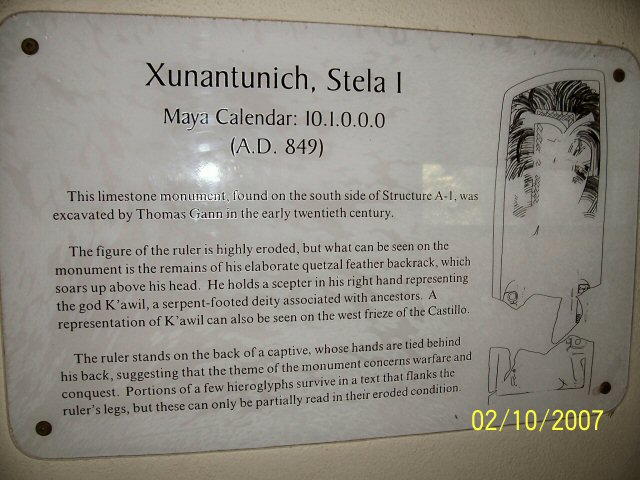 Xunantunich, Stela 1
Maya Calendar: 10.1.0.0.0
(A.D. 849)
This limestone monument, found on the south side of Structure A-1, was
excavated by Thomas Gann in the early twentieth century.
The figure of the ruler is highly eroded, but what can be seen on the
monument is the remains of his elaborate quetzal feather backrack, which
soars up above his head. He holds a scepter in his right hand representing
the god K'awil, a serpent-footed deity associated with ancestors. A
representation of K'awil can also be seen on the west frieze of the Castillo.
The ruler stands on the back of a captive, whose hands are tied behind
his back, suggesting that the theme of the monument concerns warfare and
conquest. Portions of a few hieroglyphs survive in a text that flanks the
ruler's legs, but these can only be partially read in their eroded condition.
02/10/2007